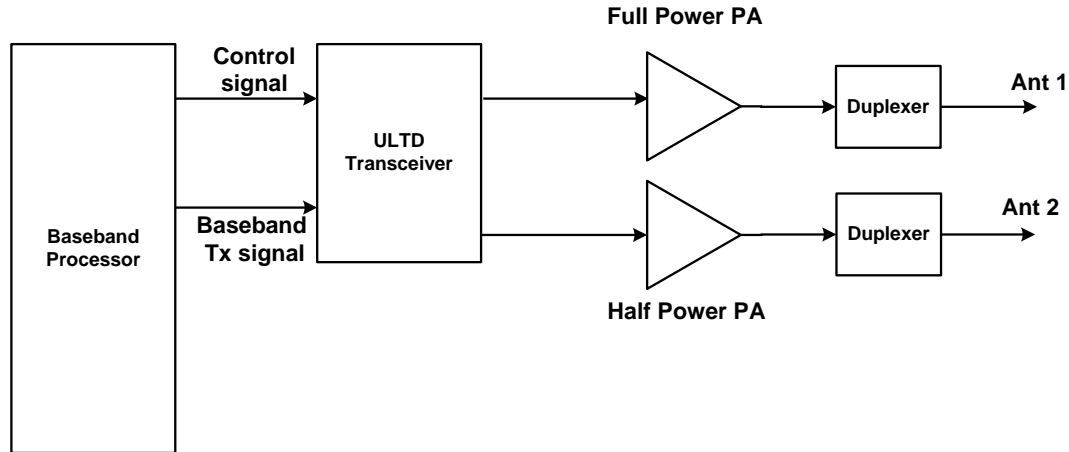 Full Power PA
Control
signal
Ant 1
Duplexer
ULTD
Transceiver
Baseband
Processor
Baseband
Tx signal
Ant 2
Duplexer
Half Power PA